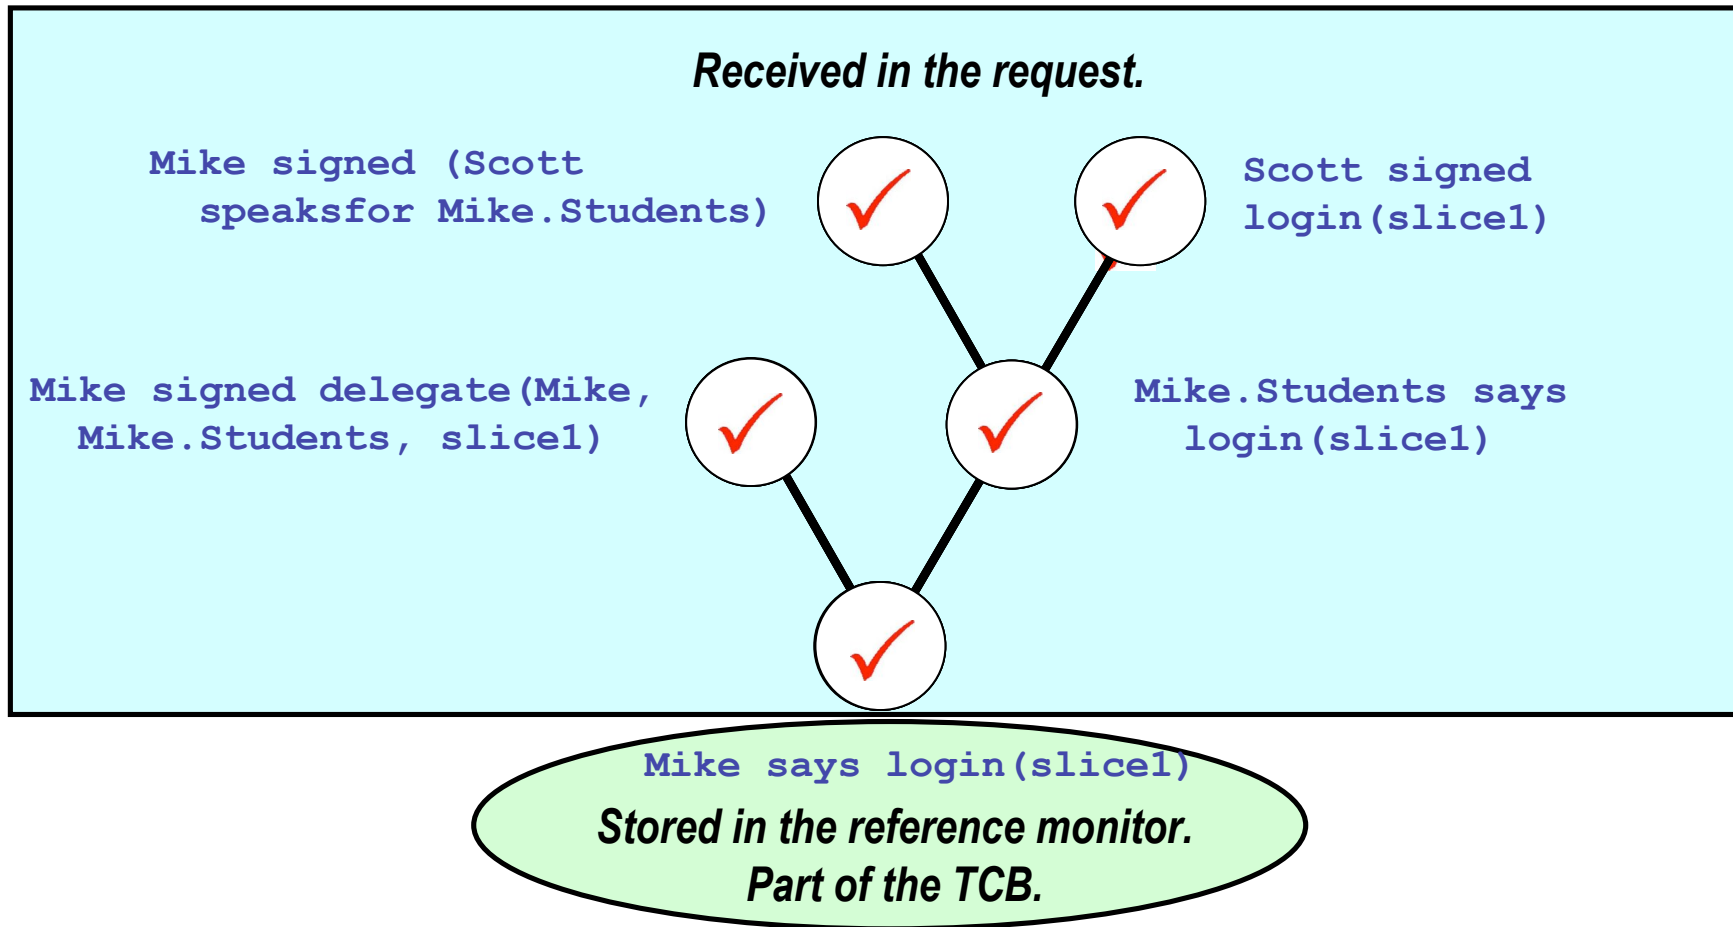 Received in the request.
Mike signed (Scott
speaksfor Mike.Students)
Scott signed
login(slice1)
Mike signed delegate(Mike,
Mike.Students, slice1)
Mike.Students says
login(slice1)
Mike says login(slice1)
Stored in the reference monitor.
Part of the TCB.